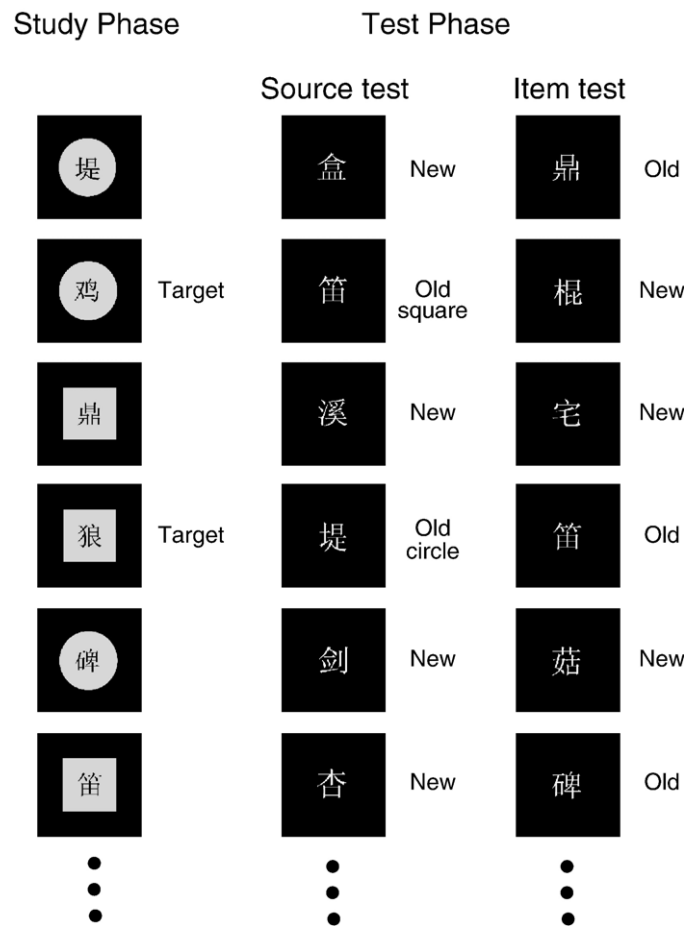 Study Phase
Test Phase
Source test
Item test
堤
盒
New
鼎
Old
鸡
Target
笛
Old
square
棍
New
鼎
溪
New
宅
New
狼
Target
堤
Old
circle
笛
Old
碑
剑
New
菇
New
笛
杏
New
碑
Old